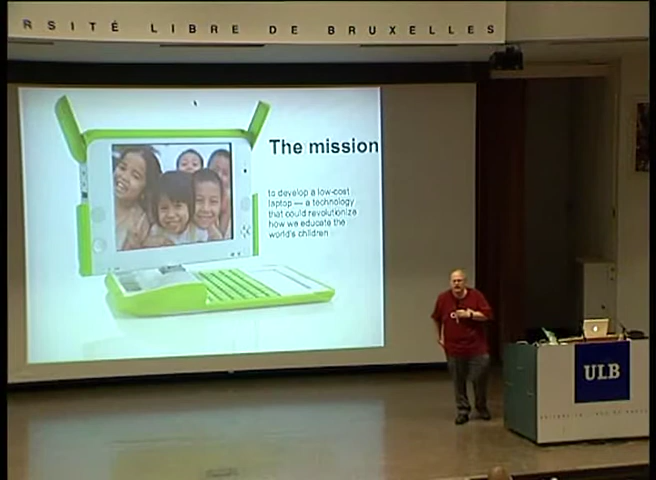 RSITÉ LIBRE DE BRUXELLES
The mission
to develop a low-cost
laptop — a technology
that could revolutionize
how we educate the
world's children
ULB